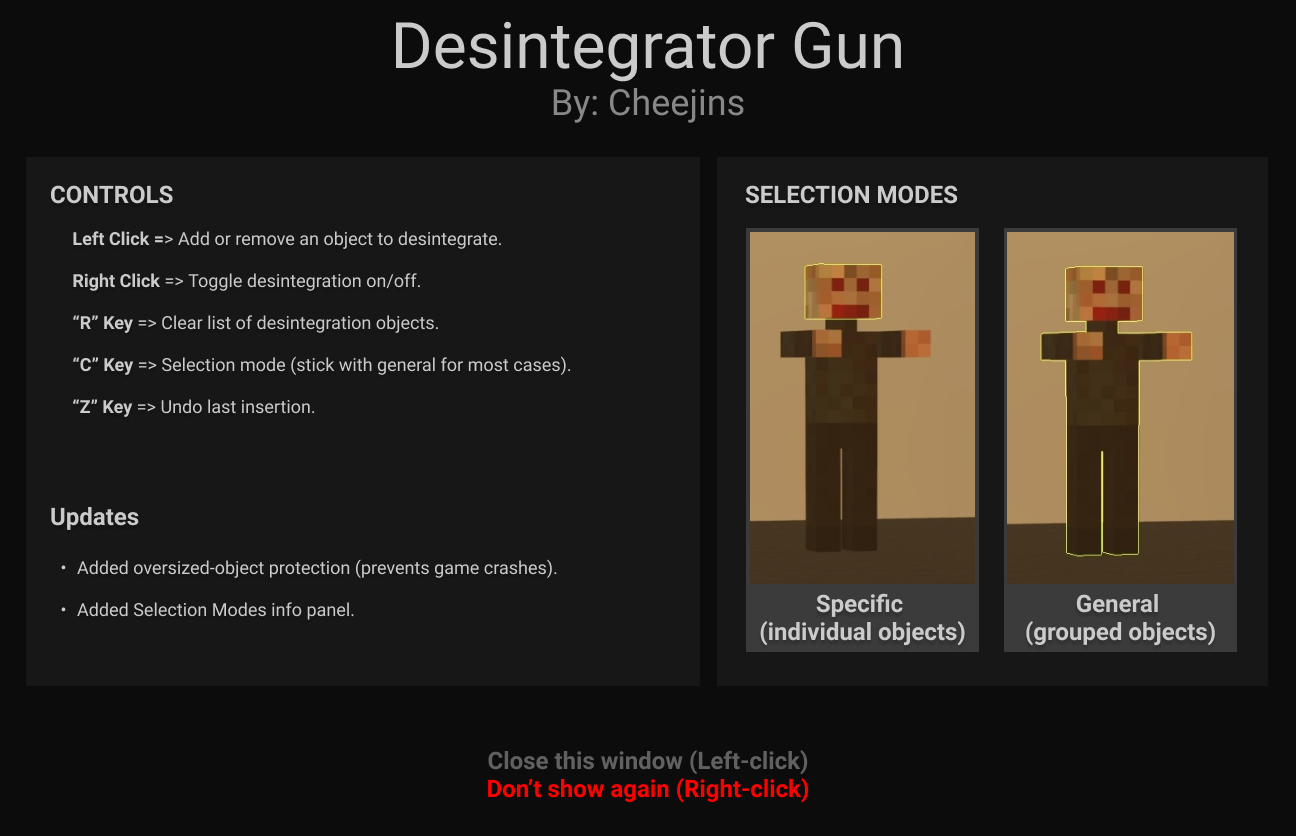 Desintegrator Gun
By: Cheejins
CONTROLS
Left Click => Add or remove an object to desintegrate.
Right Click => Toggle desintegration on/off.
“R” Key => Clear list of desintegration objects.
“C” Key => Selection mode (stick with general for most cases).
“Z” Key => Undo last insertion.
Updates
• Added oversized-object protection (prevents game crashes).
• Added Selection Modes info panel.
SELECTION MODES
Specific
(individual objects)
General
(grouped objects)
Close this window (Left-click)
Don’t show again (Right-click)